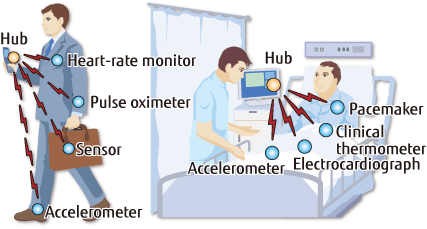 Hub
Heart-rate monitor
Pulse oximeter
Sensor
Accelerometer
Hub
Pacemaker
Clinical
thermometer
Electrocardiograph
Accelerometer